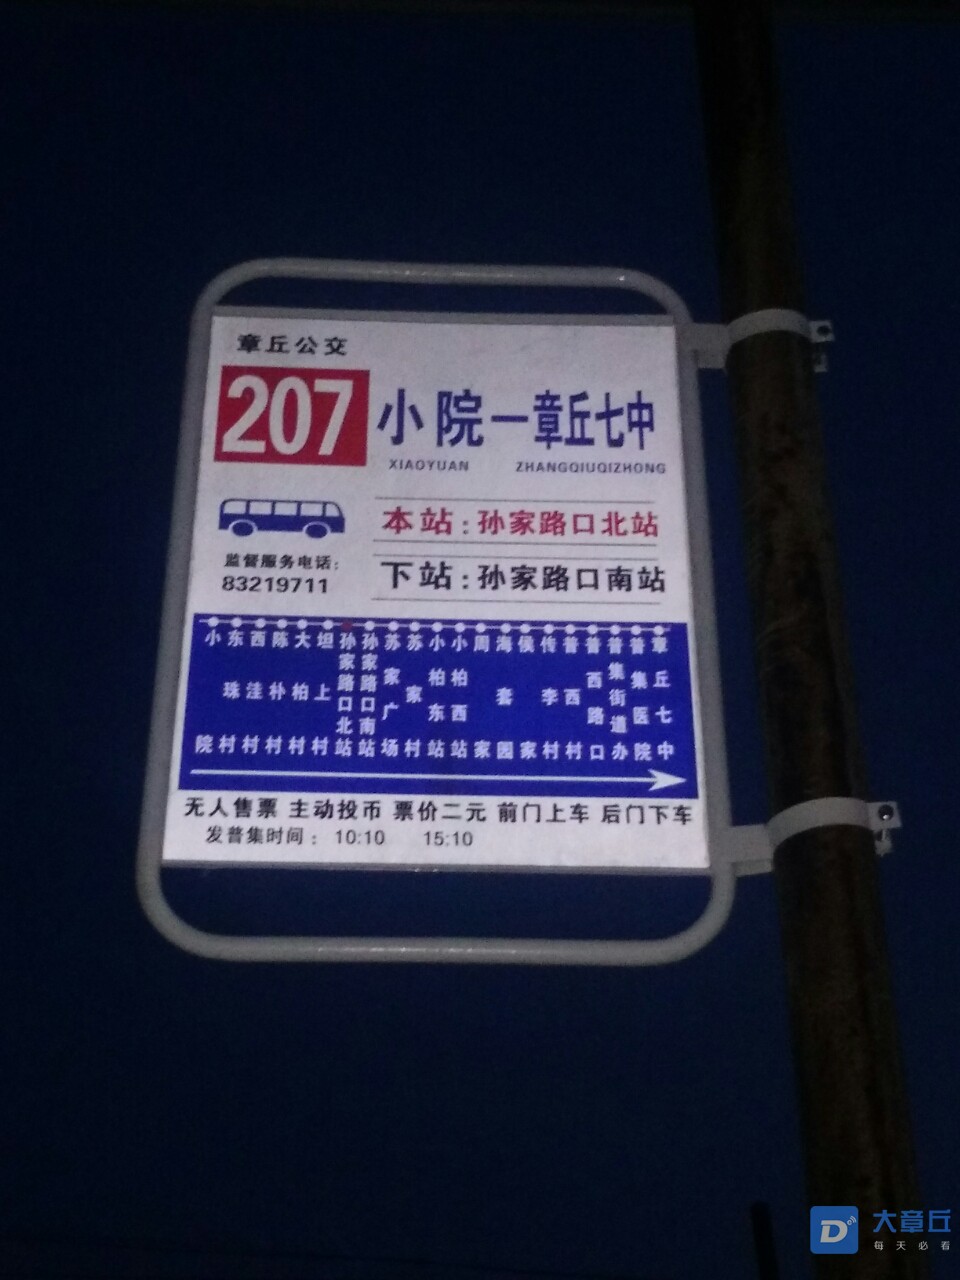 章丘公交
207 小院—章丘七中
XIAOYUAN ZHANGQIUQIZHONG
本站:孙家路口北站
监督服务电话:
83219711
下站:孙家路口南站
小院
东珠村
西洼村
陈朴村
大柏村
坦上村
孙家路口北站
孙家路口南站
苏家广场
苏家村
小柏东站
小柏西站
周家
海套园
侯家
传李村
普西村
普西路口
普集街道办
普集医院
章丘七中
无人售票 主动投币 票价二元 前门上车 后门下车
发普集时间: 10:10 15:10
大章丘
每天必看